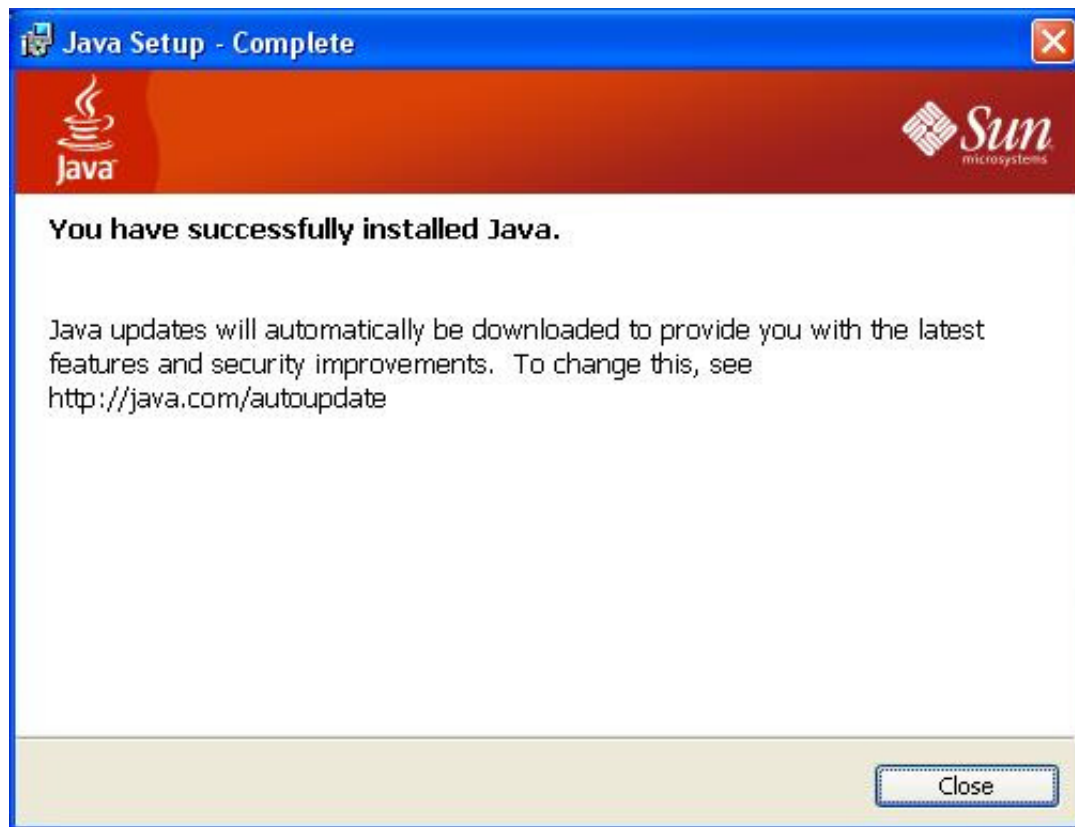 Java Setup - Complete
Java
Sun
microsystems
You have successfully installed Java.
Java updates will automatically be downloaded to provide you with the latest
features and security improvements.  To change this, see
http://java.com/autoupdate
Close